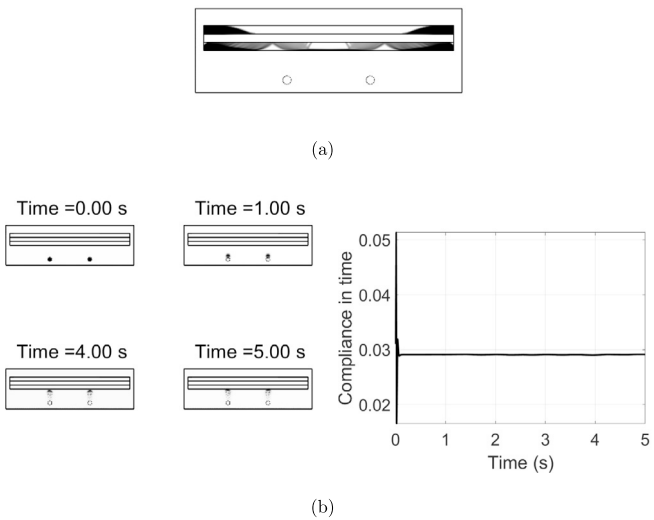 (a)
Time =0.00 s
Time =1.00 s
Time =4.00 s
Time =5.00 s
Compliance in time
0.05
0.04
0.03
0.02
0 1 2 3 4 5
Time (s)
(b)